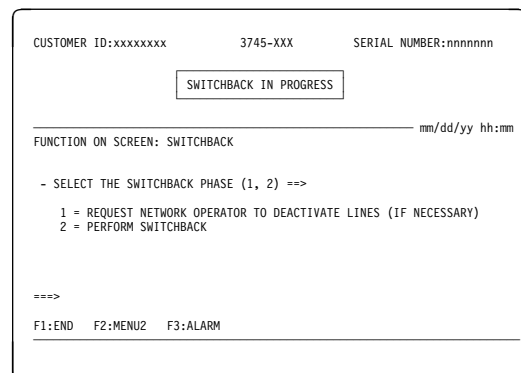 CUSTOMER ID:xxxxxxxx 3745-XXX SERIAL NUMBER:nnnnnnn
SWITCHBACK IN PROGRESS
mm/dd/yy hh:mm
FUNCTION ON SCREEN: SWITCHBACK
- SELECT THE SWITCHBACK PHASE (1, 2) ==>
1 = REQUEST NETWORK OPERATOR TO DEACTIVATE LINES (IF NECESSARY)
2 = PERFORM SWITCHBACK
===>
F1:END F2:MENU2 F3:ALARM